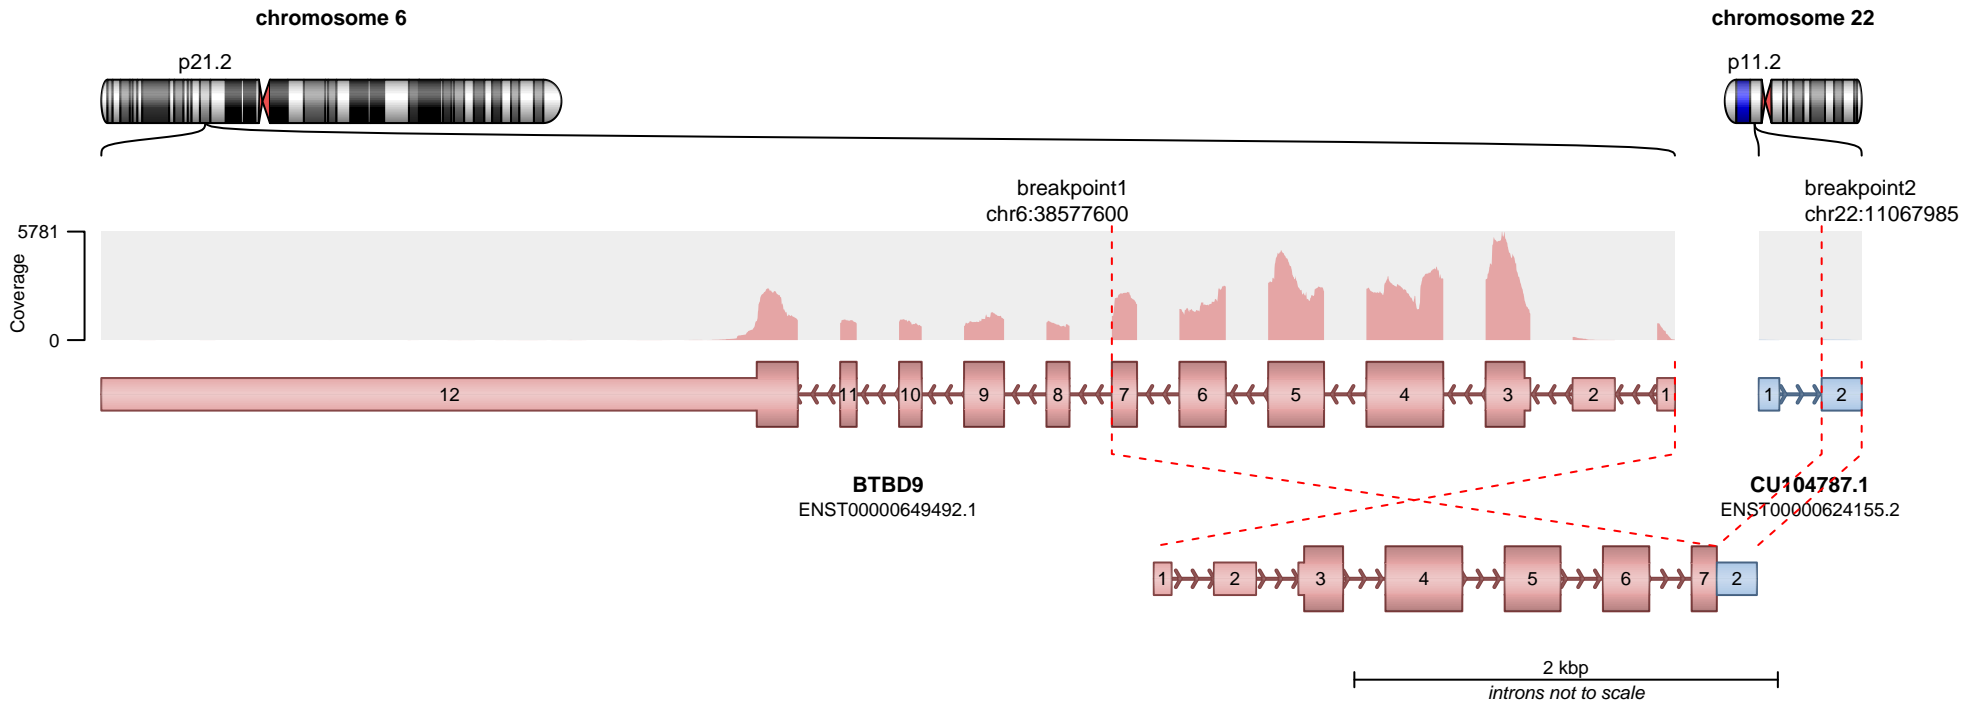 chromosome 6
chromosome 22
p21.2
p11.2
breakpoint1
chr6:38577600
breakpoint2
chr22:11067985
5781
Coverage
0
12
11
10
9
8
7
6
5
4
3
2
1
1
2
BTBD9
ENST00000649492.1
CU104787.1
ENST00000624155.2
1
2
3
4
5
6
7
2
2 kbp
introns not to scale